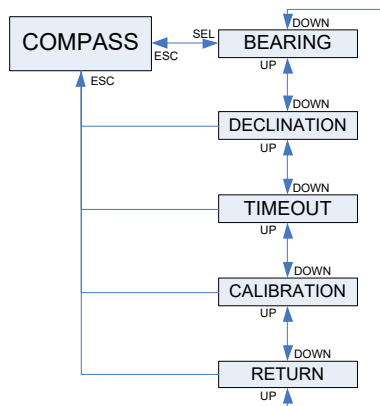 DOWN
COMPASS
SEL
BEARING
ESC
UP
ESC
DOWN
DECLINATION
UP
DOWN
TIMEOUT
UP
DOWN
CALIBRATION
UP
DOWN
RETURN
UP